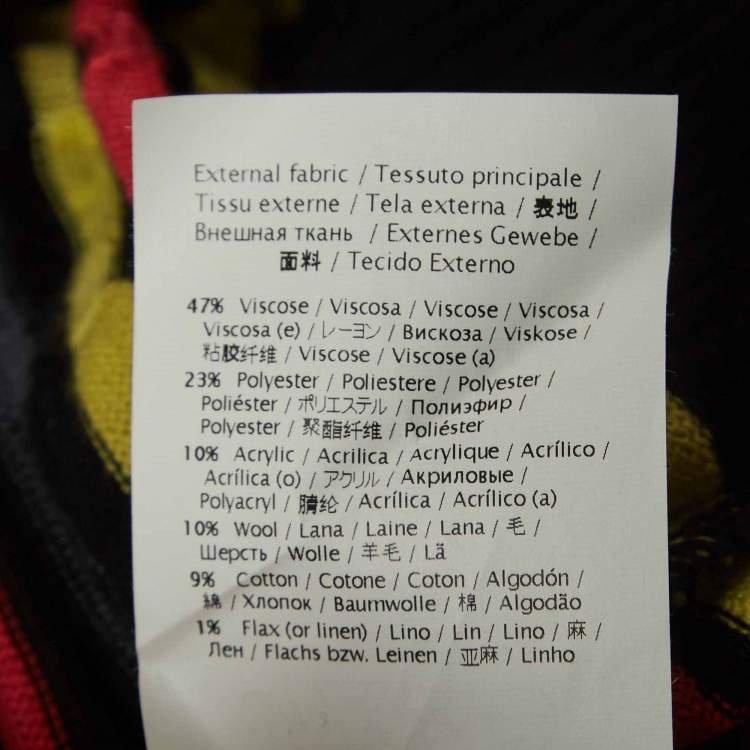 External fabric / Tessuto principale /
Tissu externe / Tela externa / 表地 /
Внешная ткань / Externes Gewebe /
面料 / Tecido Externo
47% Viscose / Viscosa / Viscose / Viscosa /
Viscosa (e) / レーヨン / Вискоза / Viskose /
粘胶纤维 / Viscose / Viscose (a)
23% Polyester / Poliestere / Polyester /
Poliéster / ポリエステル / Полиэфир /
Polyester / 聚酯纤维 / Poliéster
10% Acrylic / Acrilica / Acrylique / Acrílico /
Acrílica (o) / アクリル / Акриловые /
Polyacryl / 腈纶 / Acrílica / Acrílico (a)
10% Wool / Lana / Laine / Lana / 毛 /
Шерсть / Wolle / 羊毛 / Lã
9% Cotton / Cotone / Coton / Algodón /
綿 / Хлопок / Baumwolle / 棉 / Algodão
1% Flax (or linen) / Lino / Lin / Lino / 麻 /
Лен / Flachs bzw. Leinen / 亚麻 / Linho